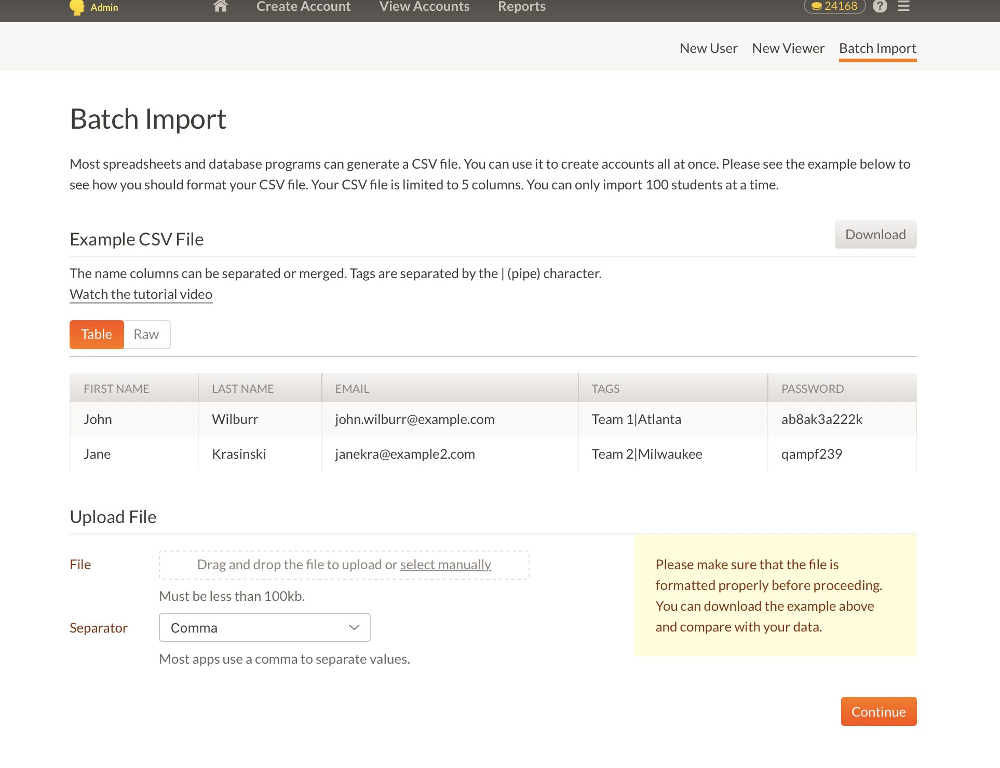 Admin
Create Account
View Accounts
Reports
24168
?
New User
New Viewer
Batch Import
Batch Import
Most spreadsheets and database programs can generate a CSV file. You can use it to create accounts all at once. Please see the example below to
see how you should format your CSV file. Your CSV file is limited to 5 columns. You can only import 100 students at a time.
Example CSV File
Download
The name columns can be separated or merged. Tags are separated by the | (pipe) character.
Watch the tutorial video
Table
Raw
FIRST NAME LAST NAME EMAIL TAGS PASSWORD
John Wilburr john.wilburr@example.com Team 1|Atlanta ab8ak3a222k
Jane Krasinski janekra@example2.com Team 2|Milwaukee qampf239
Upload File
File
Drag and drop the file to upload or select manually
Must be less than 100kb.
Separator
Comma
Most apps use a comma to separate values.
Please make sure that the file is
formatted properly before proceeding.
You can download the example above
and compare with your data.
Continue